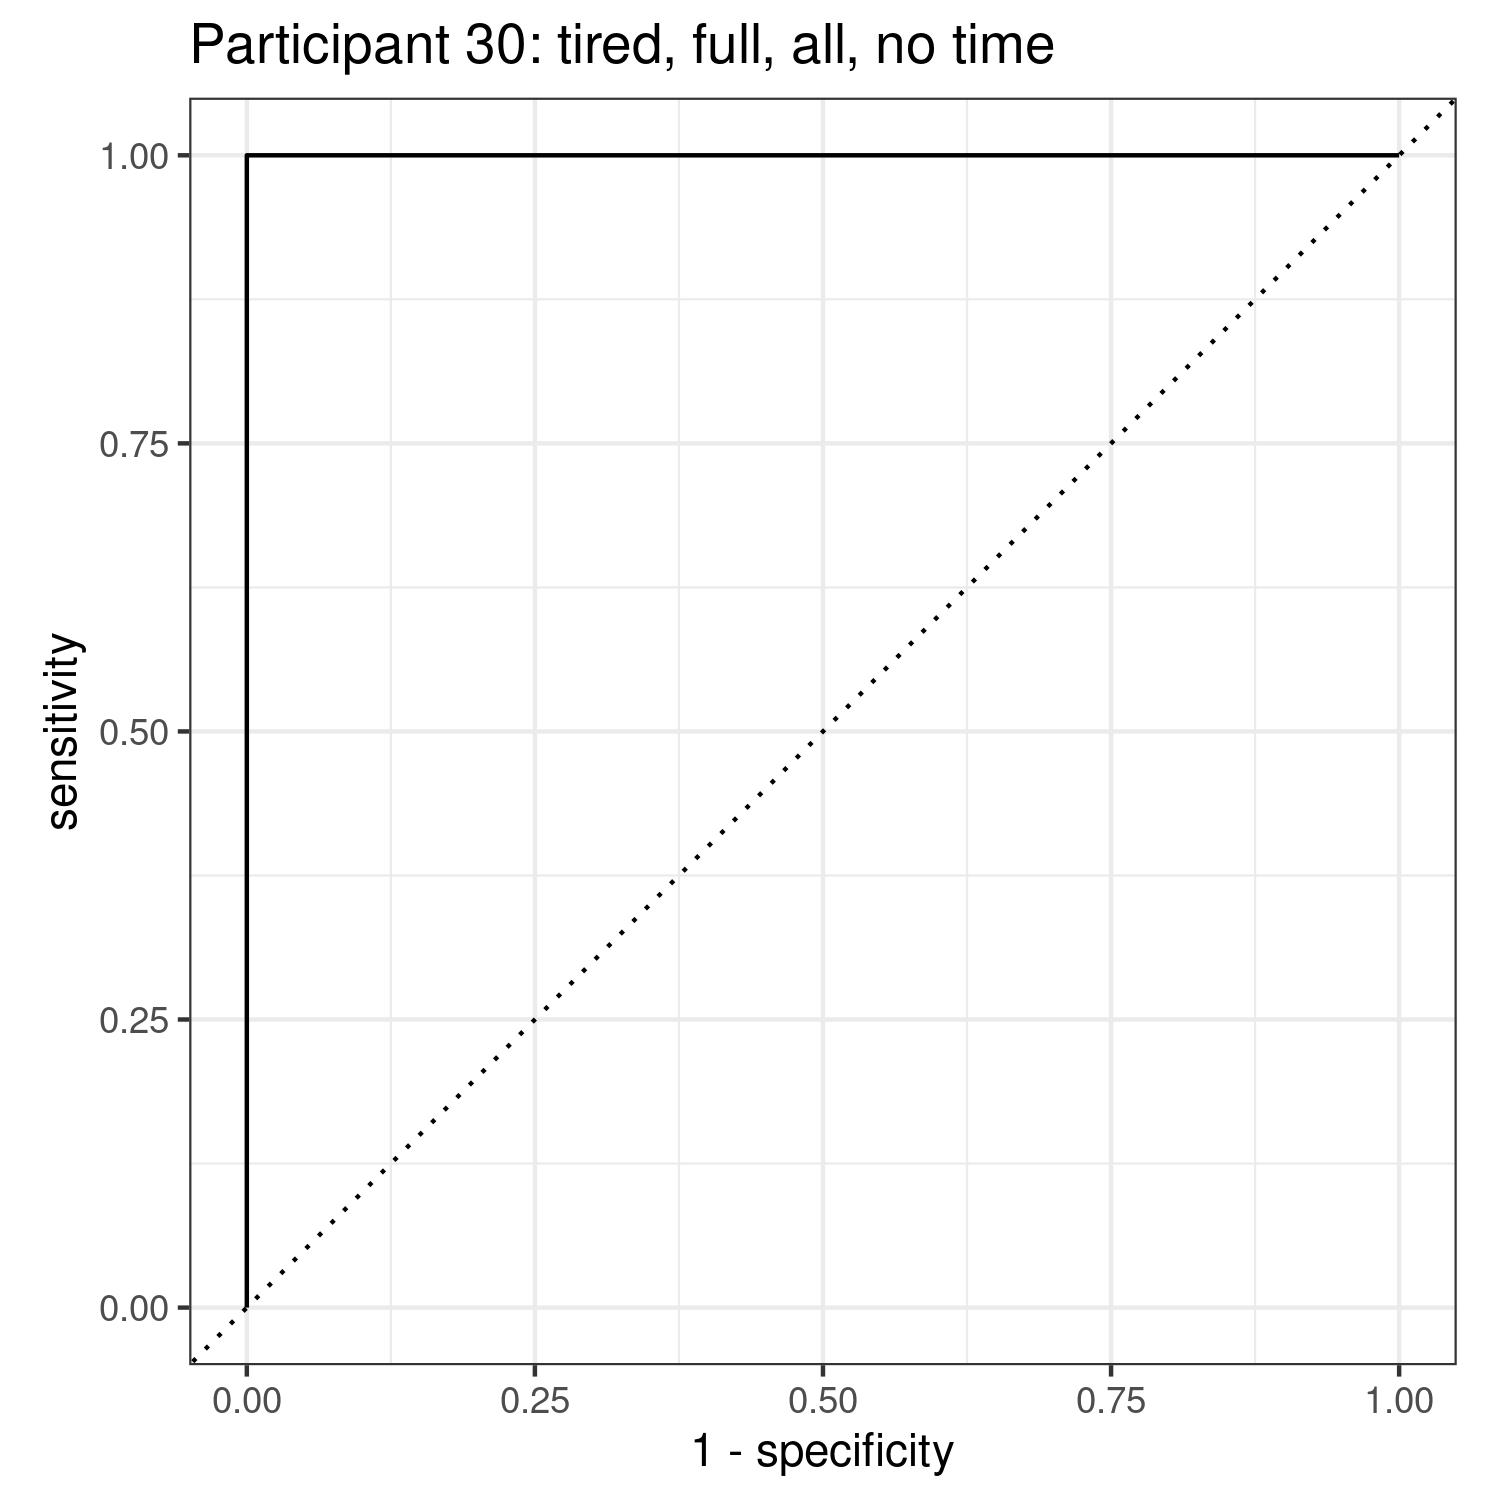 Participant 30: tired, full, all, no time
1.00
0.75
0.50
0.25
0.00
sensitivity
0.00 0.25 0.50 0.75 1.00
1 - specificity